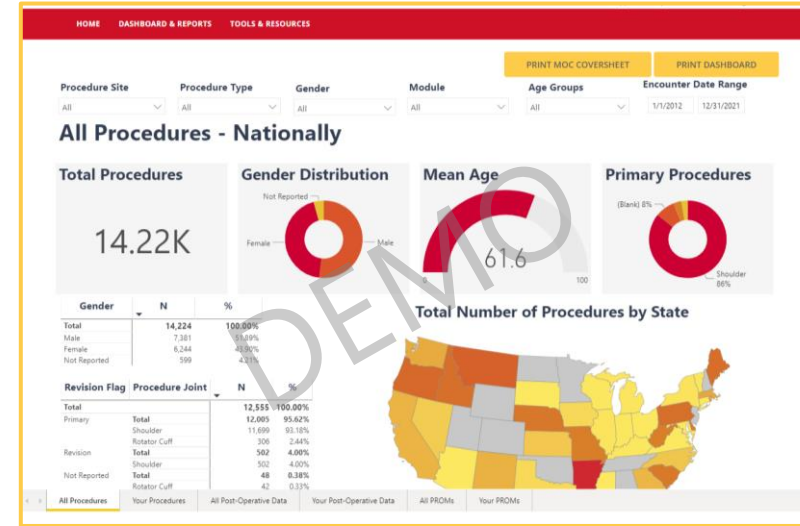 HOME DASHBOARD & REPORTS TOOLS & RESOURCES
PRINT MOC COVERSHEET PRINT DASHBOARD
Procedure Site Procedure Type Gender Module Age Groups Encounter Date Range
All All All All All 1/1/2012 12/31/2021
All Procedures - Nationally
Total Procedures Gender Distribution Mean Age Primary Procedures
Not Reported
(Blank) 8%
14.22K
Female Male
61.6
0 100
Shoulder
86%
DEMO
Gender N %
Total 14,224 100.00%
Male 7,381 51.89%
Female 6,244 43.90%
Not Reported 599 4.21%
Total Number of Procedures by State
Revision Flag Procedure Joint N %
Total 12,555 100.00%
Primary Total 12,005 95.62%
Shoulder 11,699 93.18%
Rotator Cuff 306 2.44%
Revision Total 502 4.00%
Shoulder 502 4.00%
Not Reported Total 48 0.38%
Rotator Cuff 42 0.33%
All Procedures Your Procedures All Post-Operative Data Your Post-Operative Data All PROMs Your PROMs